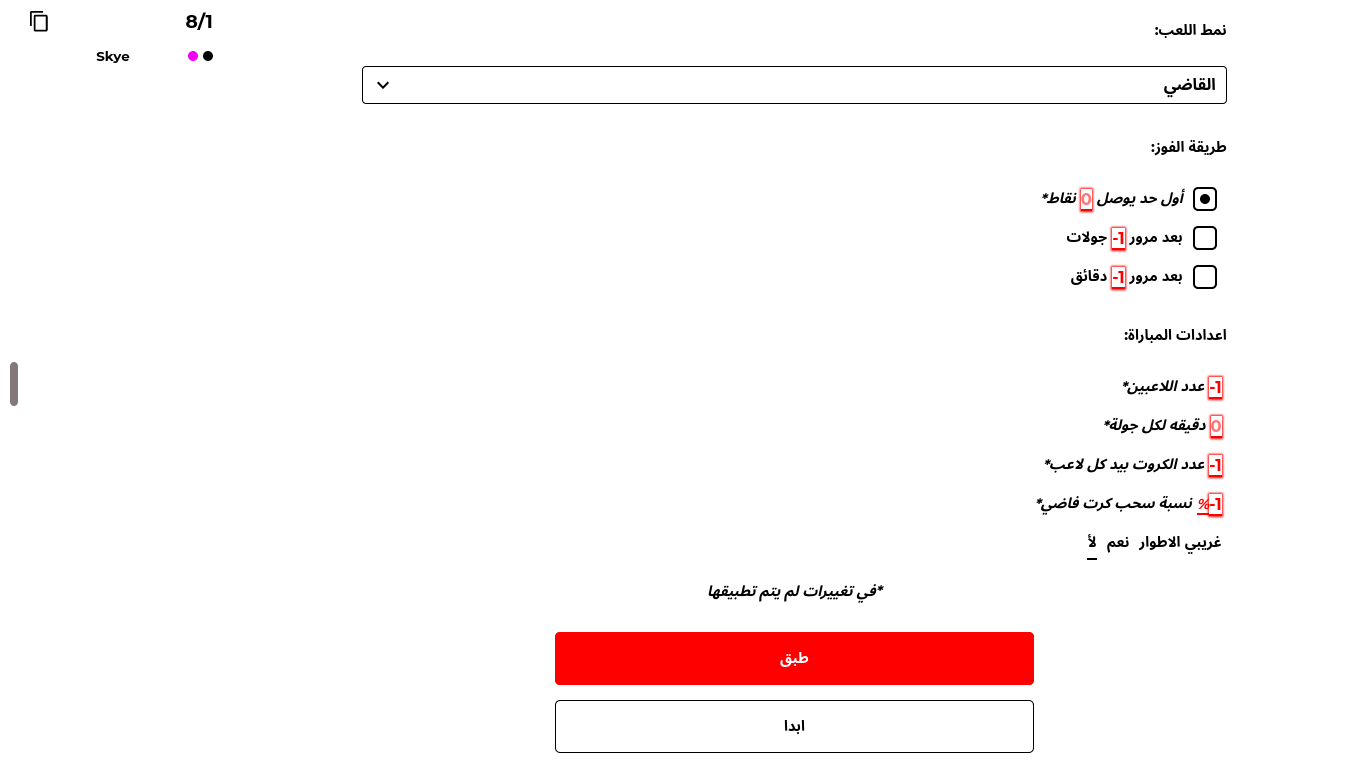 8/1
Skye
نمط اللعب:
القاضي
طريقة الفوز:
أول حد يوصل 0 نقاط*
بعد مرور 1- جولات
بعد مرور 1- دقائق
اعدادات المباراة:
1- عدد اللاعبين*
0 دقيقه لكل جولة*
1- عدد الكروت بيد كل لاعب*
1-% نسبة سحب كرت فاضي*
غريبي الاطوار نعم لأ
*في تغييرات لم يتم تطبيقها
طبق
ابدا